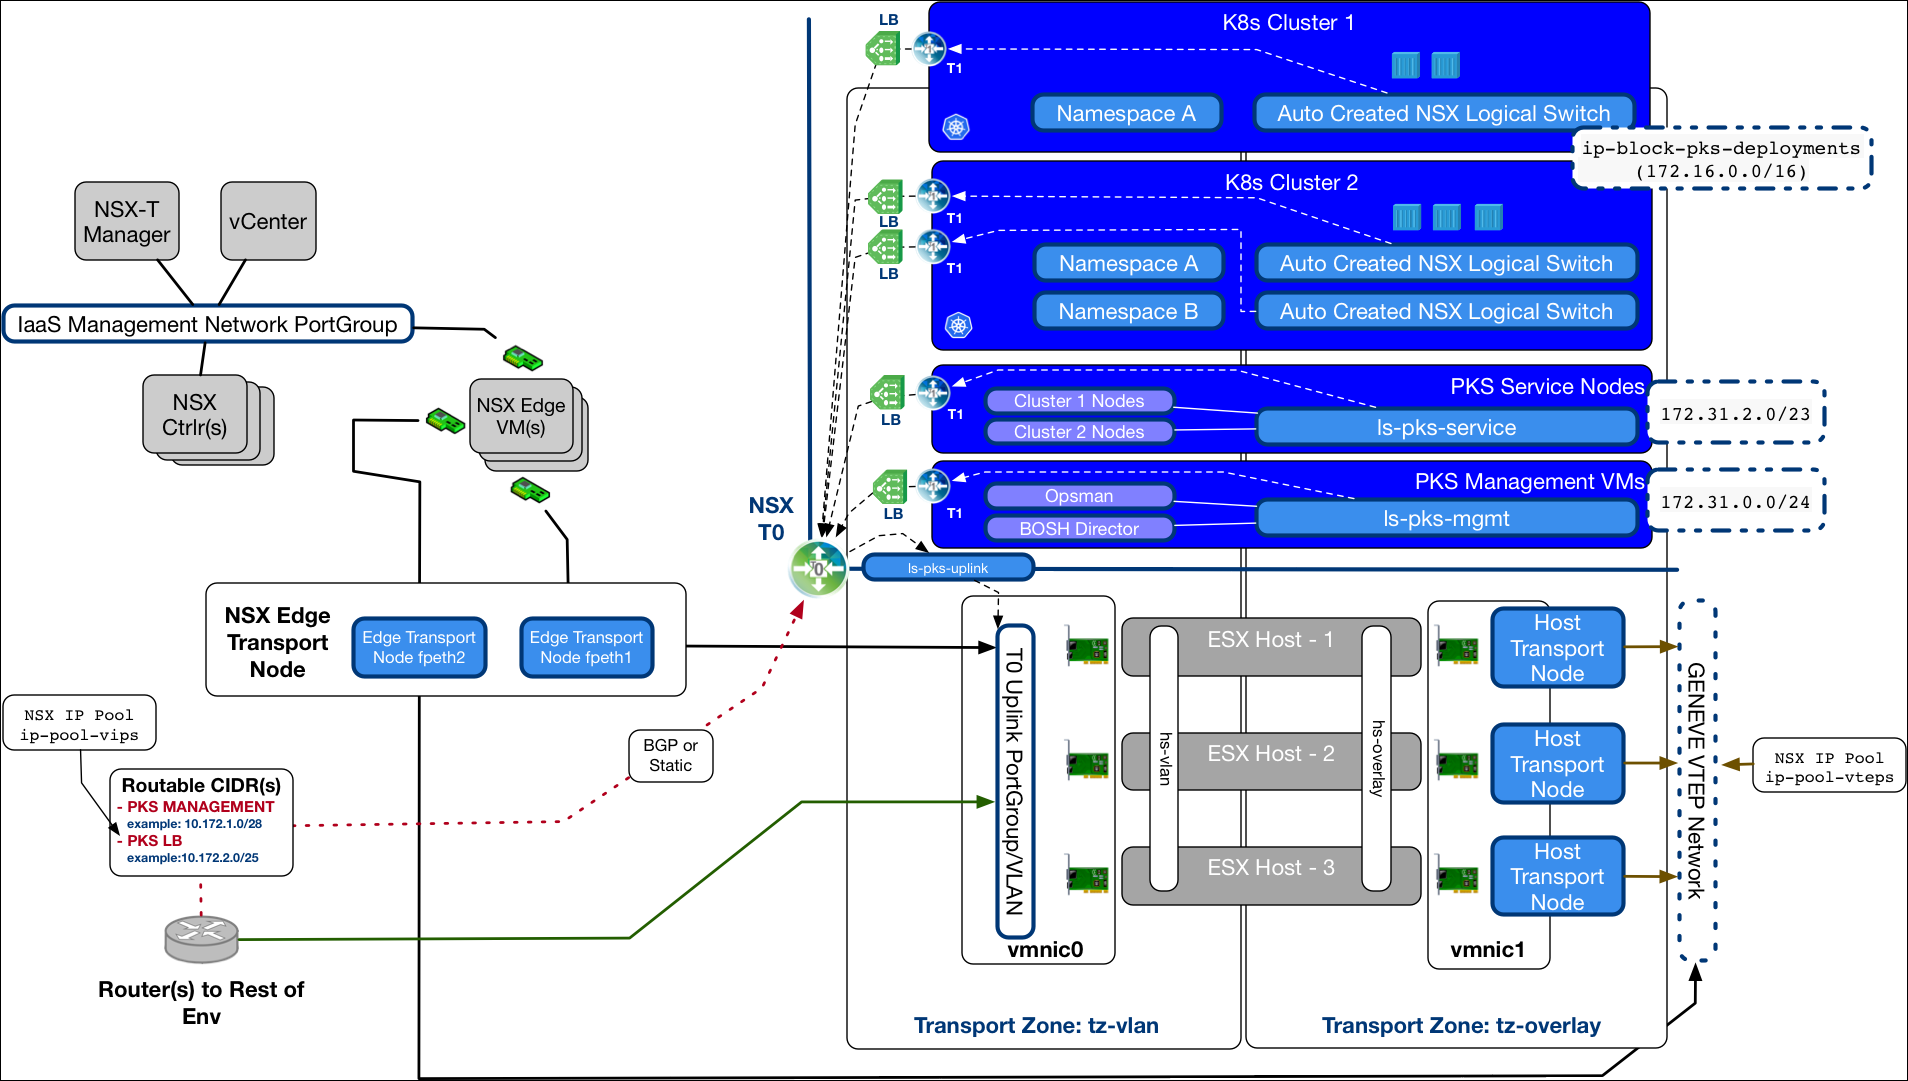 LB
K8s Cluster 1
T1
Namespace A
Auto Created NSX Logical Switch
ip-block-pks-deployments
(172.16.0.0/16)
K8s Cluster 2
LB
T1
LB
T1
Namespace A
Auto Created NSX Logical Switch
Namespace B
Auto Created NSX Logical Switch
NSX-T
Manager
vCenter
IaaS Management Network PortGroup
NSX
Ctrlr(s)
NSX Edge
VM(s)
PKS Service Nodes
LB
T1
Cluster 1 Nodes
Cluster 2 Nodes
ls-pks-service
172.31.2.0/23
PKS Management VMs
LB
T1
Opsman
BOSH Director
ls-pks-mgmt
172.31.0.0/24
NSX
T0
T0
ls-pks-uplink
NSX Edge
Transport
Node
Edge Transport
Node fpeth2
Edge Transport
Node fpeth1
T0 Uplink PortGroup/VLAN
vmnic0
ESX Host - 1
ESX Host - 2
ESX Host - 3
hs-vlan
hs-overlay
vmnic1
Host
Transport
Node
Host
Transport
Node
Host
Transport
Node
GENEVE VTEP Network
NSX IP Pool
ip-pool-vteps
NSX IP Pool
ip-pool-vips
BGP or
Static
Routable CIDR(s)
- PKS MANAGEMENT
example: 10.172.1.0/28
- PKS LB
example:10.172.2.0/25
Router(s) to Rest of
Env
Transport Zone: tz-vlan
Transport Zone: tz-overlay